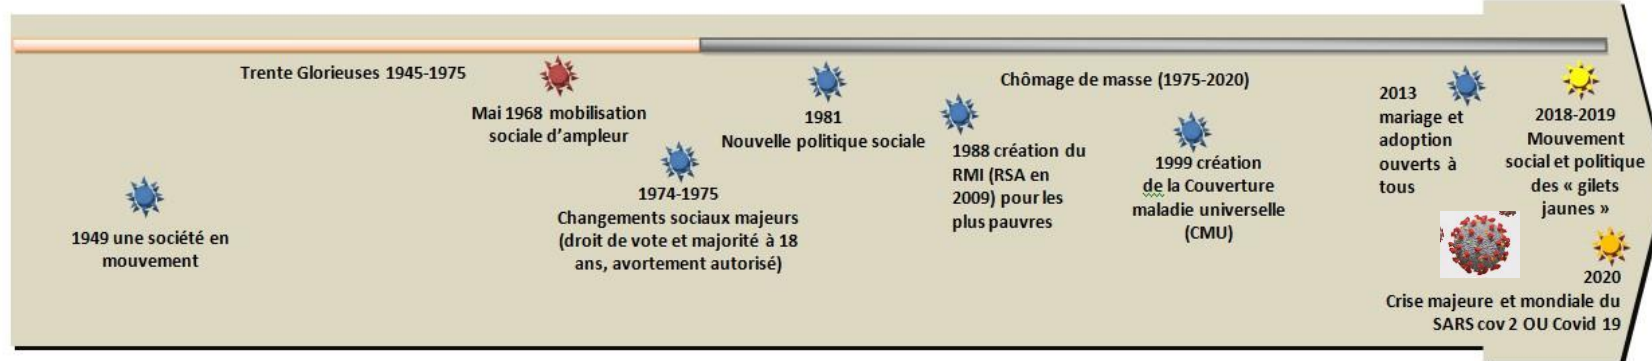 Trente Glorieuses 1945-1975
Mai 1968 mobilisation
sociale d'ampleur
1949 une société en
mouvement
1974-1975
Changements sociaux majeurs
(droit de vote et majorité à 18
ans, avortement autorisé)
1981
Nouvelle politique sociale
Chômage de masse (1975-2020)
1988 création du
RMI (RSA en
2009) pour les
plus pauvres
1999 création
de la Couverture
maladie universelle
(CMU)
2013
mariage et
adoption
ouverts à
tous
2018-2019
Mouvement
social et politique
des « gilets
jaunes »
2020
Crise majeure et mondiale du
SARS cov 2 OU Covid 19